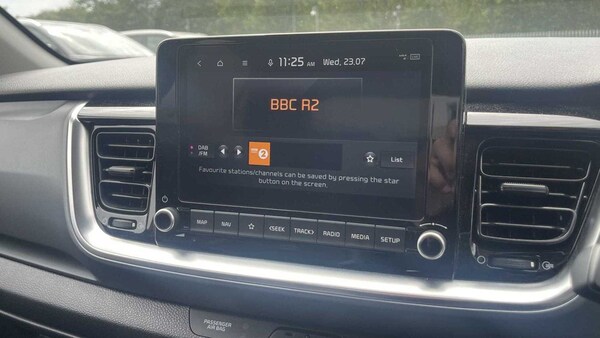 11:25 AM Wed, 23.07
BBC R2
DAB
/FM
2
List
Favourite stations/channels can be saved by pressing the star
button on the screen.
MAP NAV <SEEK TRACK> RADIO MEDIA SETUP
PASSENGER
AIR BAG